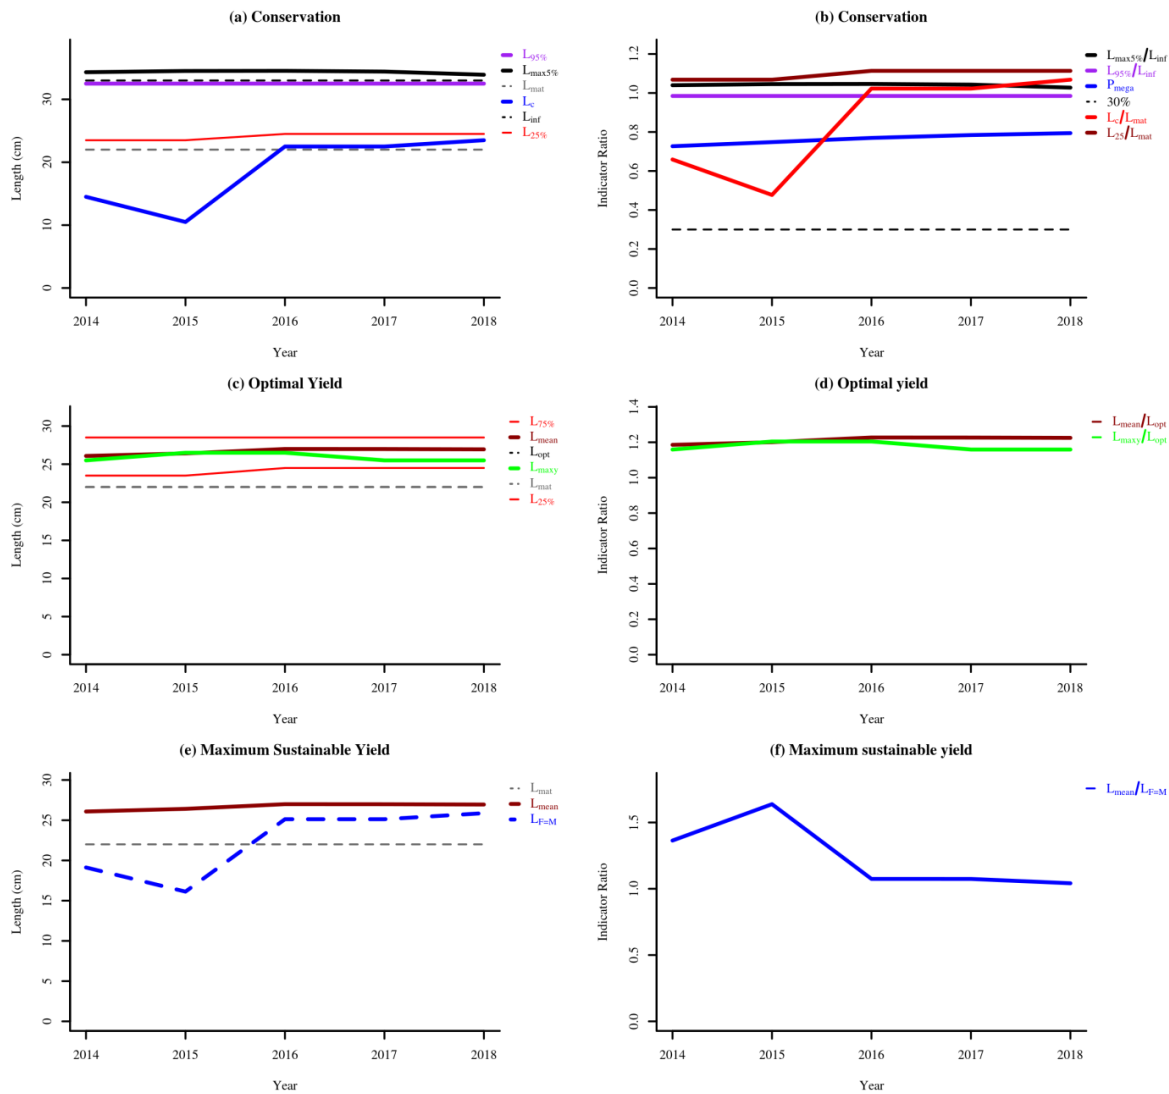 (a) Conservation
Length (cm)
0
10
20
30
2014 2015 2016 2017 2018
Year
L95%
Lmax5%
Lmat
Lc
Linf
L25%
(b) Conservation
Indicator Ratio
0.0
0.2
0.4
0.6
0.8
1.0
1.2
2014 2015 2016 2017 2018
Year
Lmax5%/Linf
L95%/Linf
Pmega
30%
Lc/Lmat
L25/Lmat
(c) Optimal Yield
Length (cm)
0
5
10
15
20
25
30
2014 2015 2016 2017 2018
Year
L75%
Lmean
Lopt
Lmaxy
Lmat
L25%
(d) Optimal yield
Indicator Ratio
0.0
0.2
0.4
0.6
0.8
1.0
1.2
1.4
2014 2015 2016 2017 2018
Year
Lmean/Lopt
Lmaxy/Lopt
(e) Maximum Sustainable Yield
Length (cm)
0
5
10
15
20
25
30
2014 2015 2016 2017 2018
Year
Lmat
Lmean
LF=M
(f) Maximum sustainable yield
Indicator Ratio
0.0
0.5
1.0
1.5
2014 2015 2016 2017 2018
Year
Lmean/LF=M